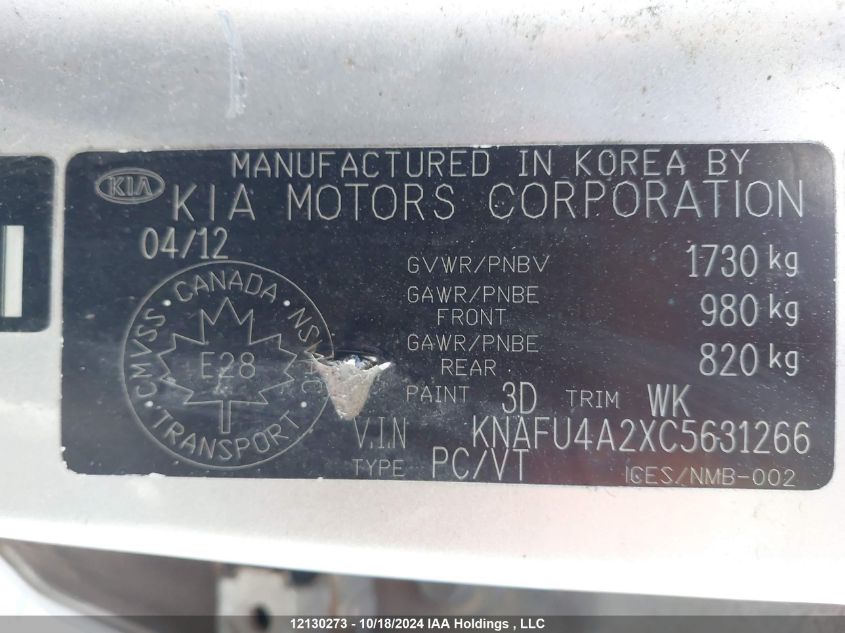 MANUFACTURED IN KOREA BY
KIA
KIA MOTORS CORPORATION
04/12
GVWR/PNBV 1730 kg
GAWR/PNBE FRONT 980 kg
GAWR/PNBE REAR 820 kg
CMVSS • CANADA • NS
E28
TRANSPORT
PAINT 3D TRIM WK
V.I.N KNAFU4A2XC5631266
TYPE PC/VT
ICES/NMB-002
12130273 - 10/18/2024 IAA Holdings , LLC